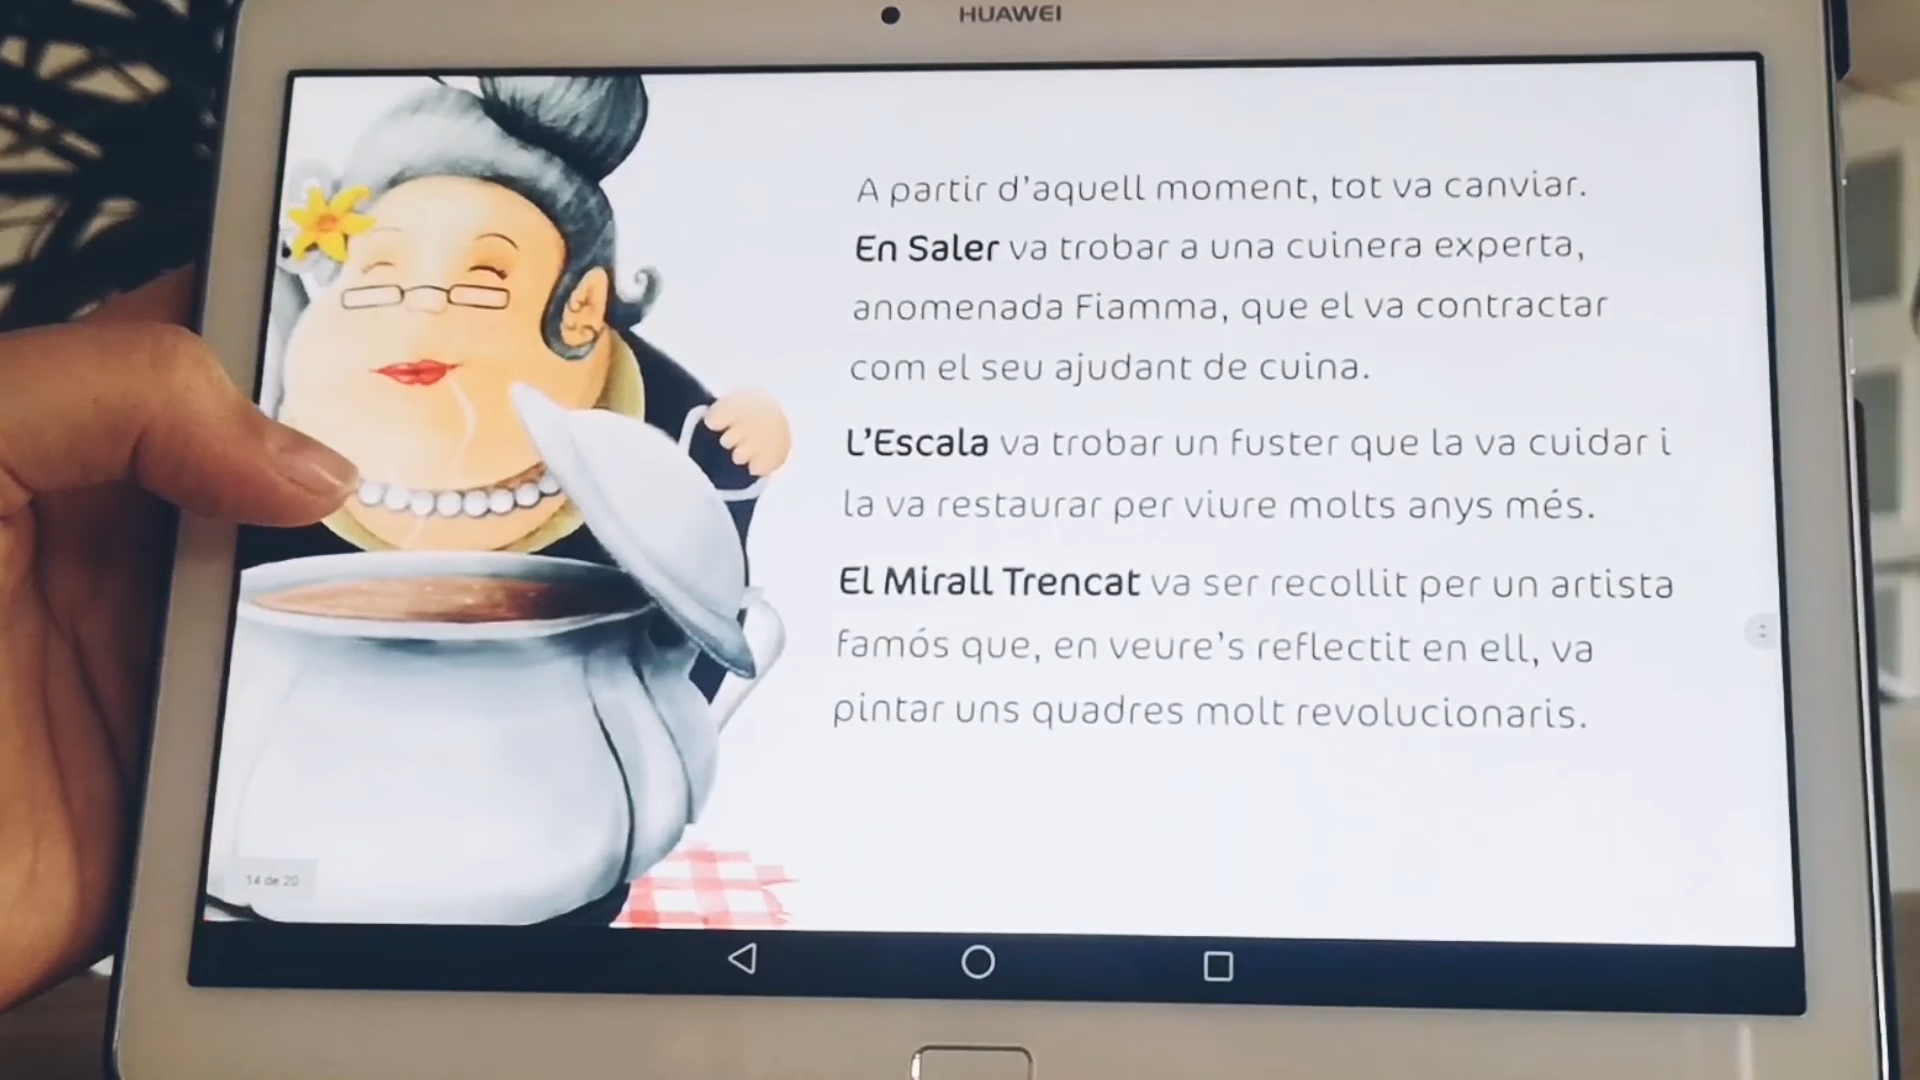 HUAWEI
A partir d'aquell moment, tot va canviar.
En Saler va trobar a una cuinera experta,
anomenada Fiamma, que el va contractar
com el seu ajudant de cuina.
L'Escala va trobar un fuster que la va cuidar i
la va restaurar per viure molts anys més.
El Mirall Trencat va ser recollit per un artista
famós que, en veure's reflectit en ell, va
pintar uns quadres molt revolucionaris.
14 de 20